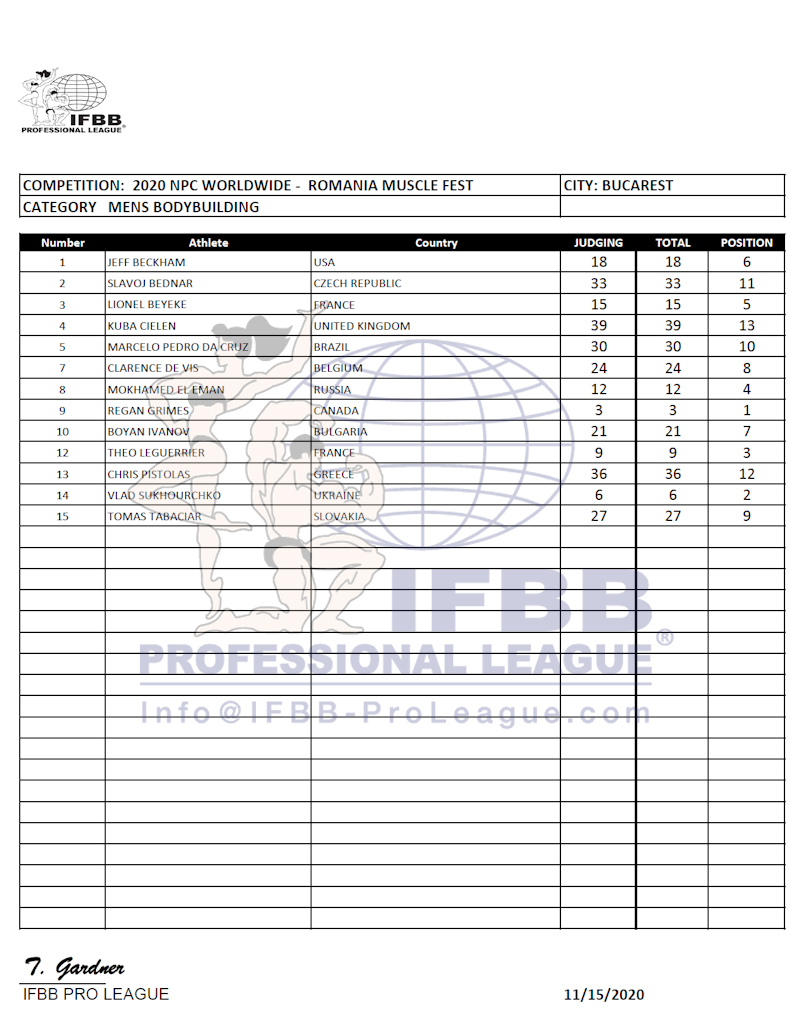 IFBB
PROFESSIONAL LEAGUE®
COMPETITION: 2020 NPC WORLDWIDE - ROMANIA MUSCLE FEST CITY: BUCAREST
CATEGORY MENS BODYBUILDING
Number Athlete Country JUDGING TOTAL POSITION
1 JEFF BECKHAM USA 18 18 6
2 SLAVOJ BEDNAR CZECH REPUBLIC 33 33 11
3 LIONEL BEYEKE FRANCE 15 15 5
4 KUBA CIELEN UNITED KINGDOM 39 39 13
5 MARCELO PEDRO DA CRUZ BRAZIL 30 30 10
7 CLARENCE DE VIS BELGIUM 24 24 8
8 MOKHAMED EL EMAN RUSSIA 12 12 4
9 REGAN GRIMES CANADA 3 3 1
10 BOYAN IVANOV BULGARIA 21 21 7
12 THEO LEGUERRIER FRANCE 9 9 3
13 CHRIS PISTOLAS GREECE 36 36 12
14 VLAD SUKHOURCHKO UKRAINE 6 6 2
15 TOMAS TABACIAR SLOVAKIA 27 27 9
IFBB
PROFESSIONAL LEAGUE®
Info@IFBB-ProLeague.com
T. Gardner
IFBB PRO LEAGUE
11/15/2020